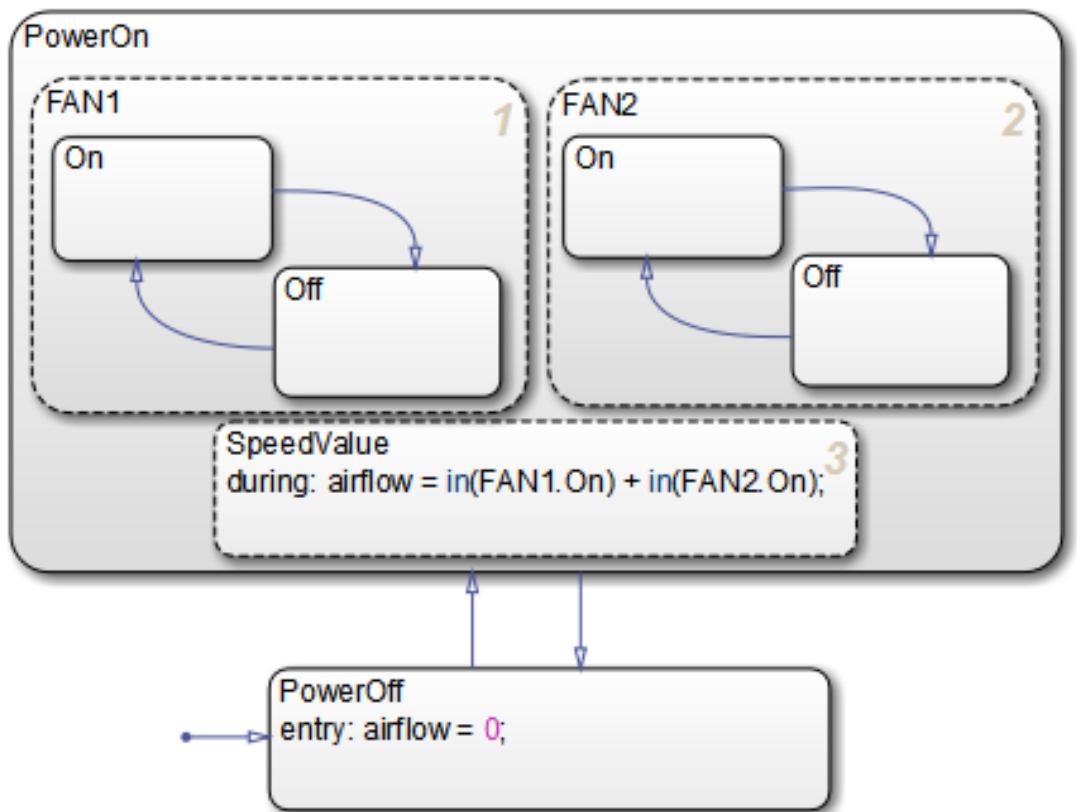 PowerOn
FAN1
1
On
Off
FAN2
2
On
Off
SpeedValue
3
during: airflow = in(FAN1.On) + in(FAN2.On);
PowerOff
entry: airflow = 0;